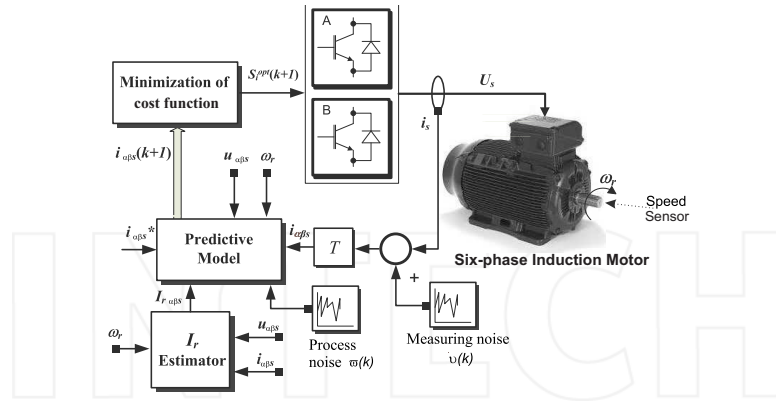 A
Minimization of
cost function
S_i^opt(k+1)
B
U_s
i_s
i_αβs(k+1)
u_αβs
ω_r
ω_r
Speed
Sensor
i_αβs*
Predictive
Model
i_αβs
T
+
Six-phase Induction Motor
I_r αβs
ω_r
I_r
Estimator
u_αβs
i_αβs
Process
noise ϖ(k)
Measuring noise
υ(k)
INTECH